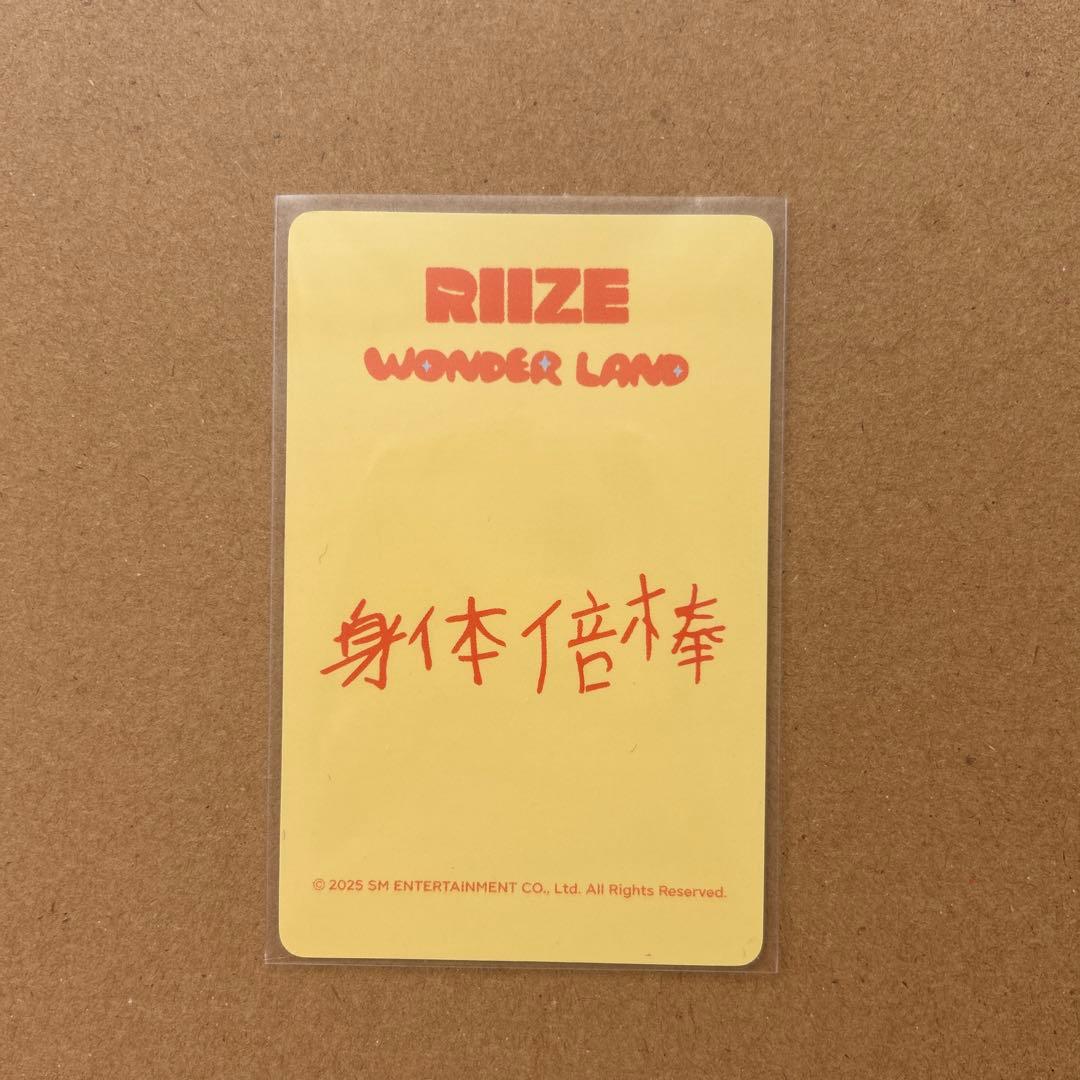 RIIZE
WONDER LAND
身体倍棒
© 2025 SM ENTERTAINMENT CO., Ltd. All Rights Reserved.